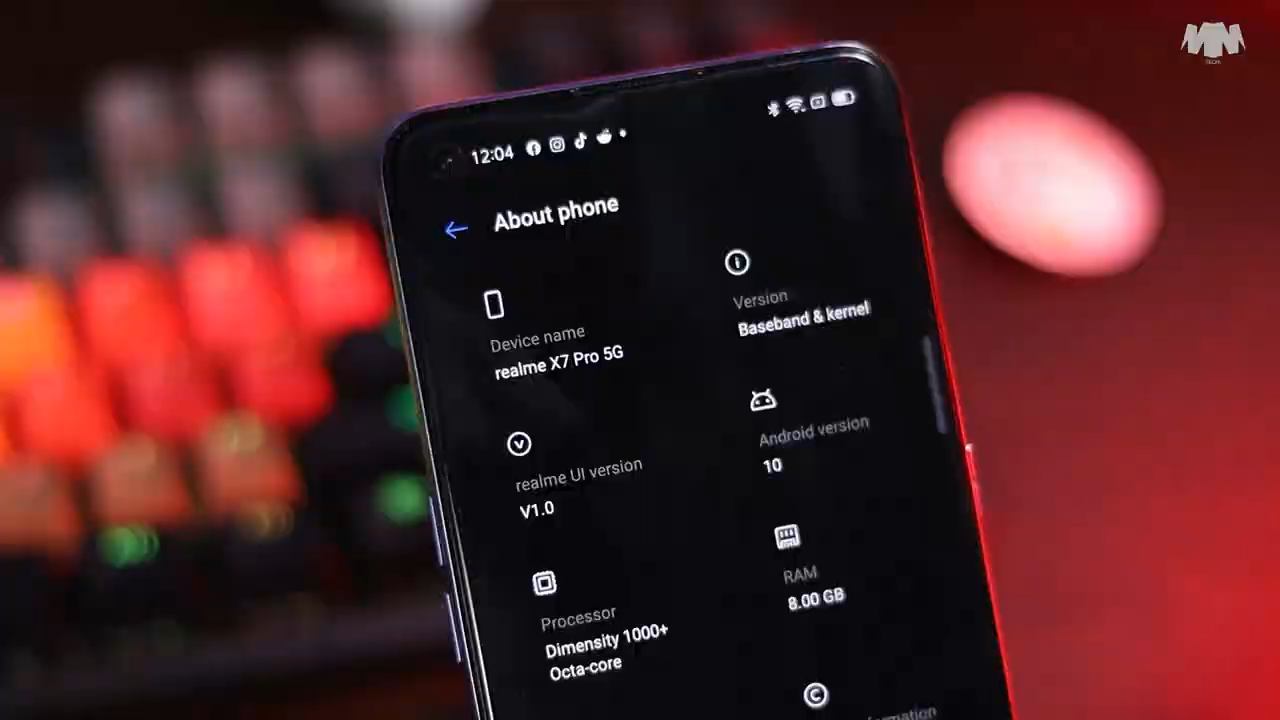 12:04
About phone
Device name
realme X7 Pro 5G
Version
Baseband & kernel
realme UI version
V1.0
Android version
10
Processor
Dimensity 1000+
Octa-core
RAM
8.00 GB
TECH